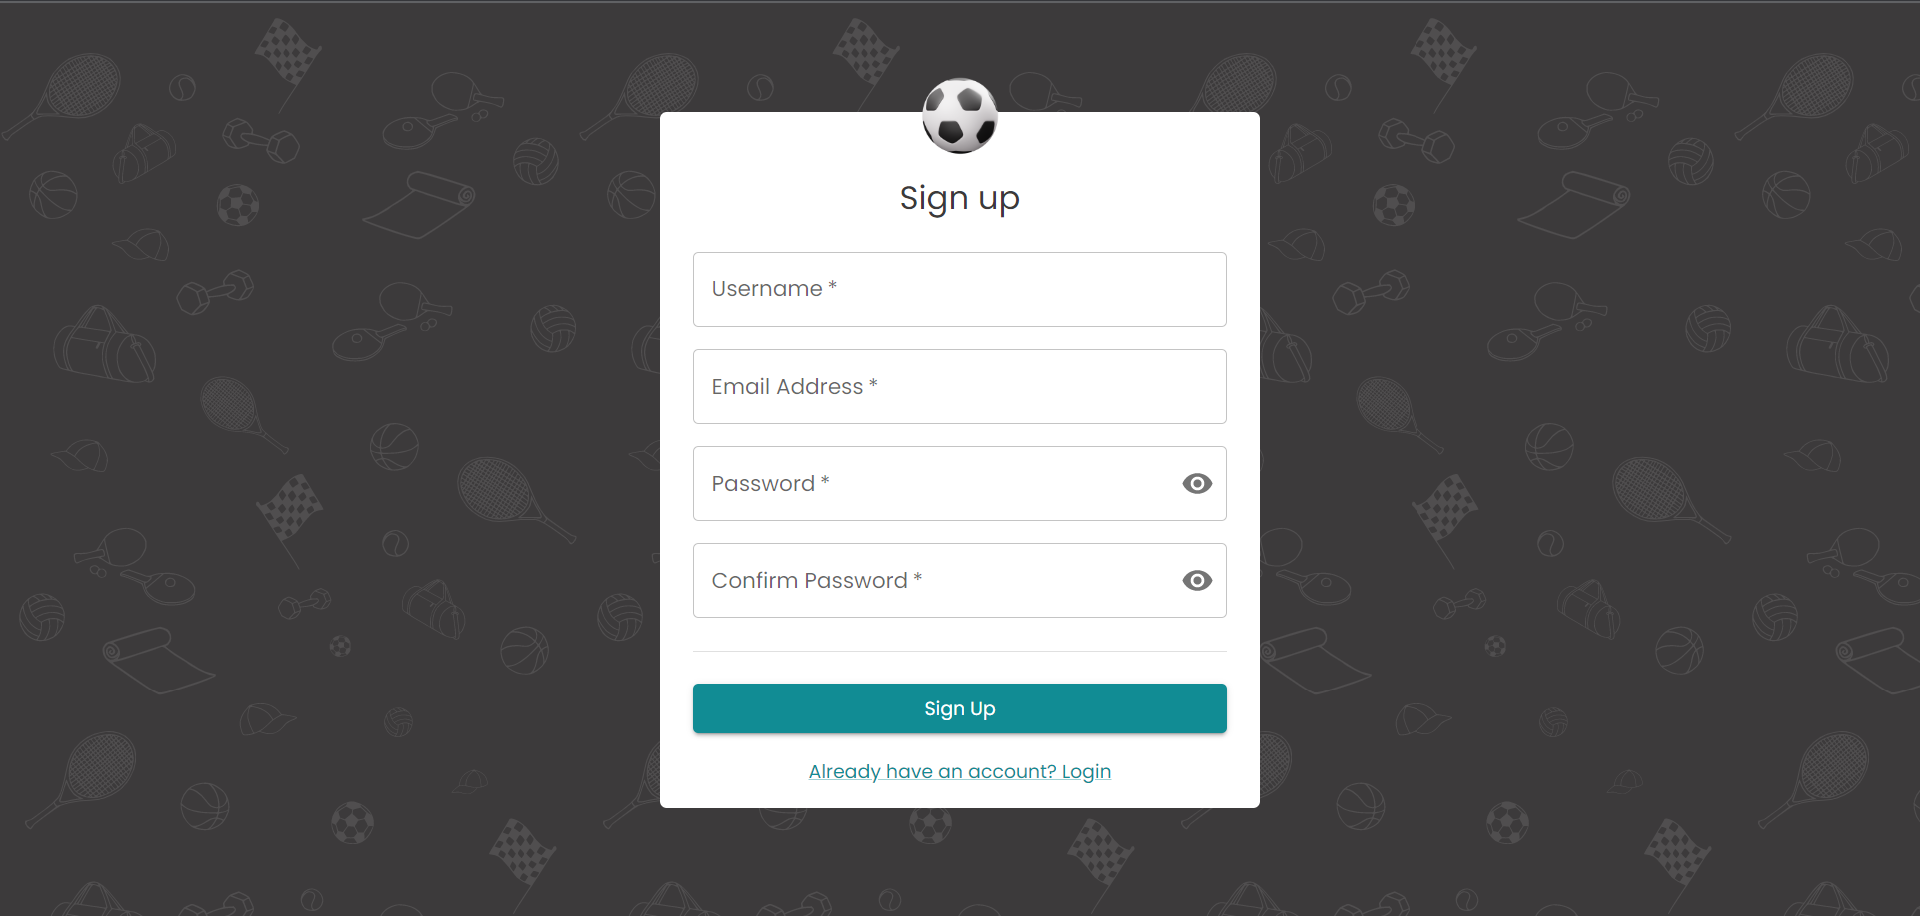 Sign up
Username *
Email Address *
Password *
Confirm Password *
Sign Up
Already have an account? Login